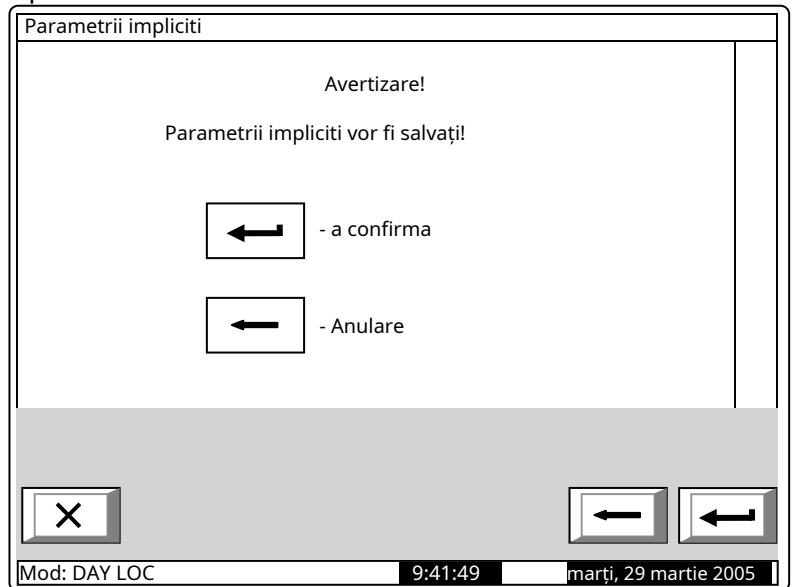 Parametrii impliciti
Avertizare!
Parametrii impliciti vor fi salvați!
- a confirma
- Anulare
Mod: DAY LOC 9:41:49 marți, 29 martie 2005